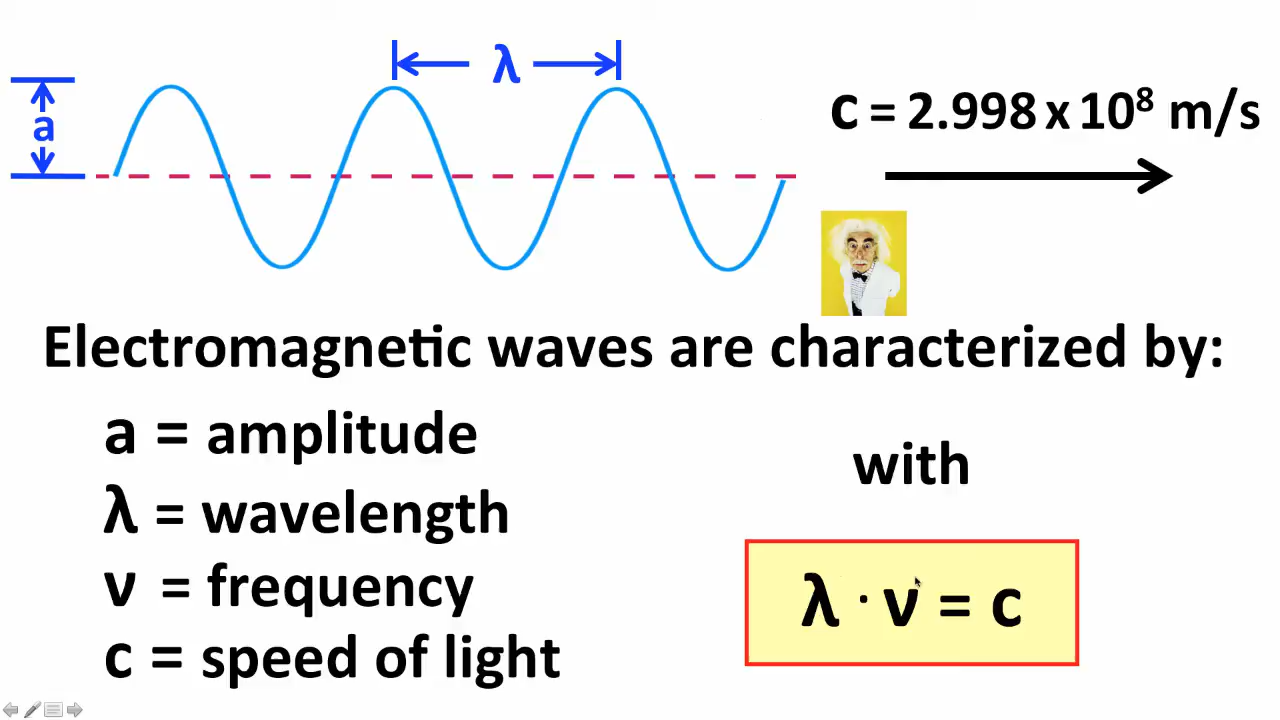 λ
a
c = 2.998 x 10⁸ m/s
Electromagnetic waves are characterized by:
a = amplitude
λ = wavelength
ν = frequency
c = speed of light
with
λ · ν = c